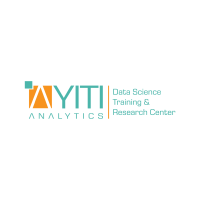 AYITI
ANALYTICS
Data Science
Training &
Research Center